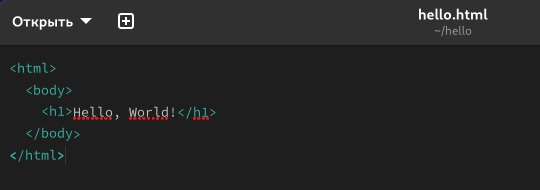 Открыть
hello.html
~/hello
<html>
<body>
<h1>Hello, World!</h1>
</body>
</html>